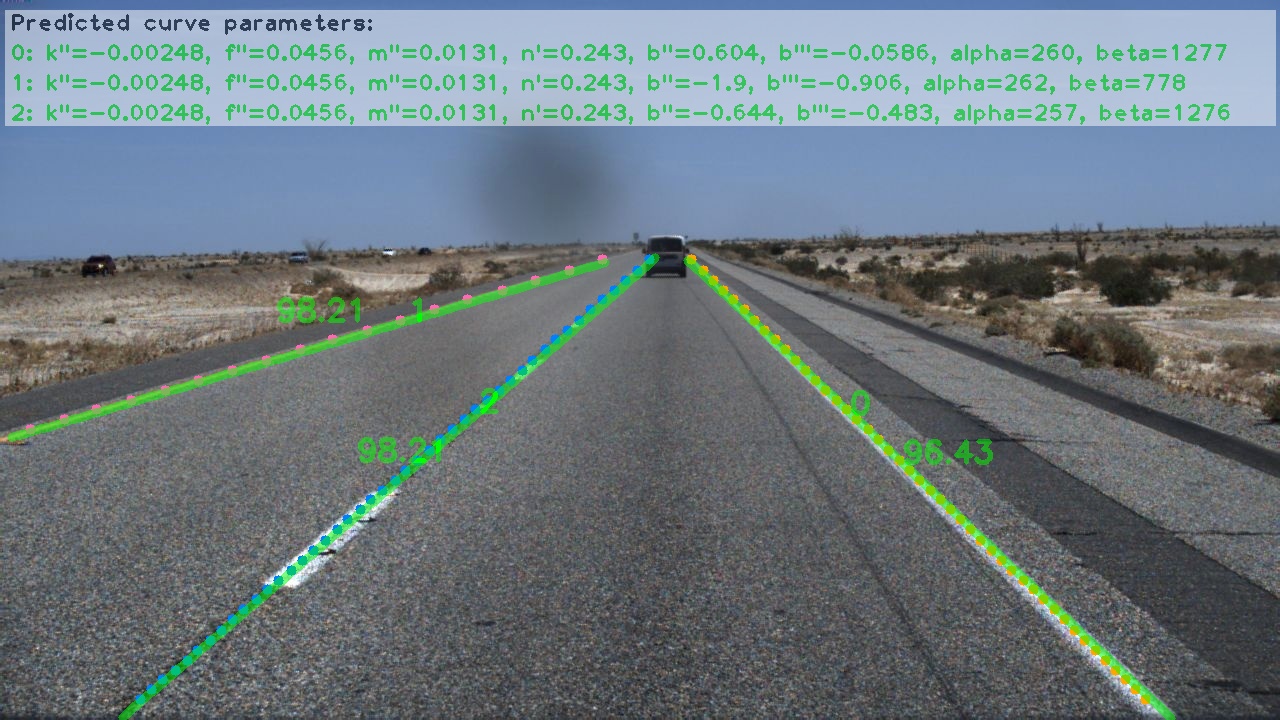 Predicted curve parameters:
0: k''=-0.00248, f''=0.0456, m''=0.0131, n'=0.243, b''=0.604, b'''=-0.0586, alpha=260, beta=1277
1: k''=-0.00248, f''=0.0456, m''=0.0131, n'=0.243, b''=-1.9, b'''=-0.906, alpha=262, beta=778
2: k''=-0.00248, f''=0.0456, m''=0.0131, n'=0.243, b''=-0.644, b'''=-0.483, alpha=257, beta=1276
98.21 1
2 0
98.21 96.43